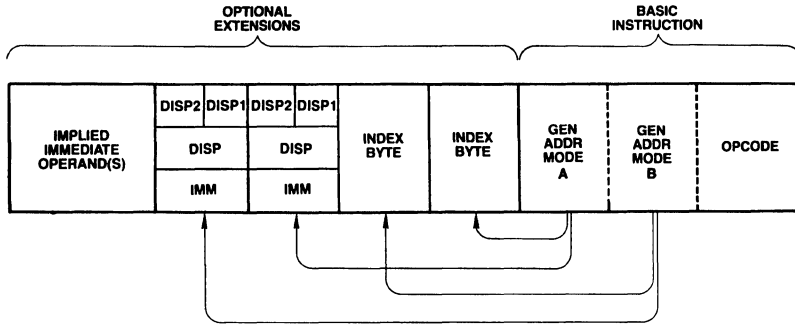 OPTIONAL
EXTENSIONS
BASIC
INSTRUCTION
IMPLIED
IMMEDIATE
OPERAND(S)
DISP2 DISP1 DISP2 DISP1
DISP DISP
IMM IMM
INDEX
BYTE
INDEX
BYTE
GEN
ADDR
MODE
A
GEN
ADDR
MODE
B
OPCODE